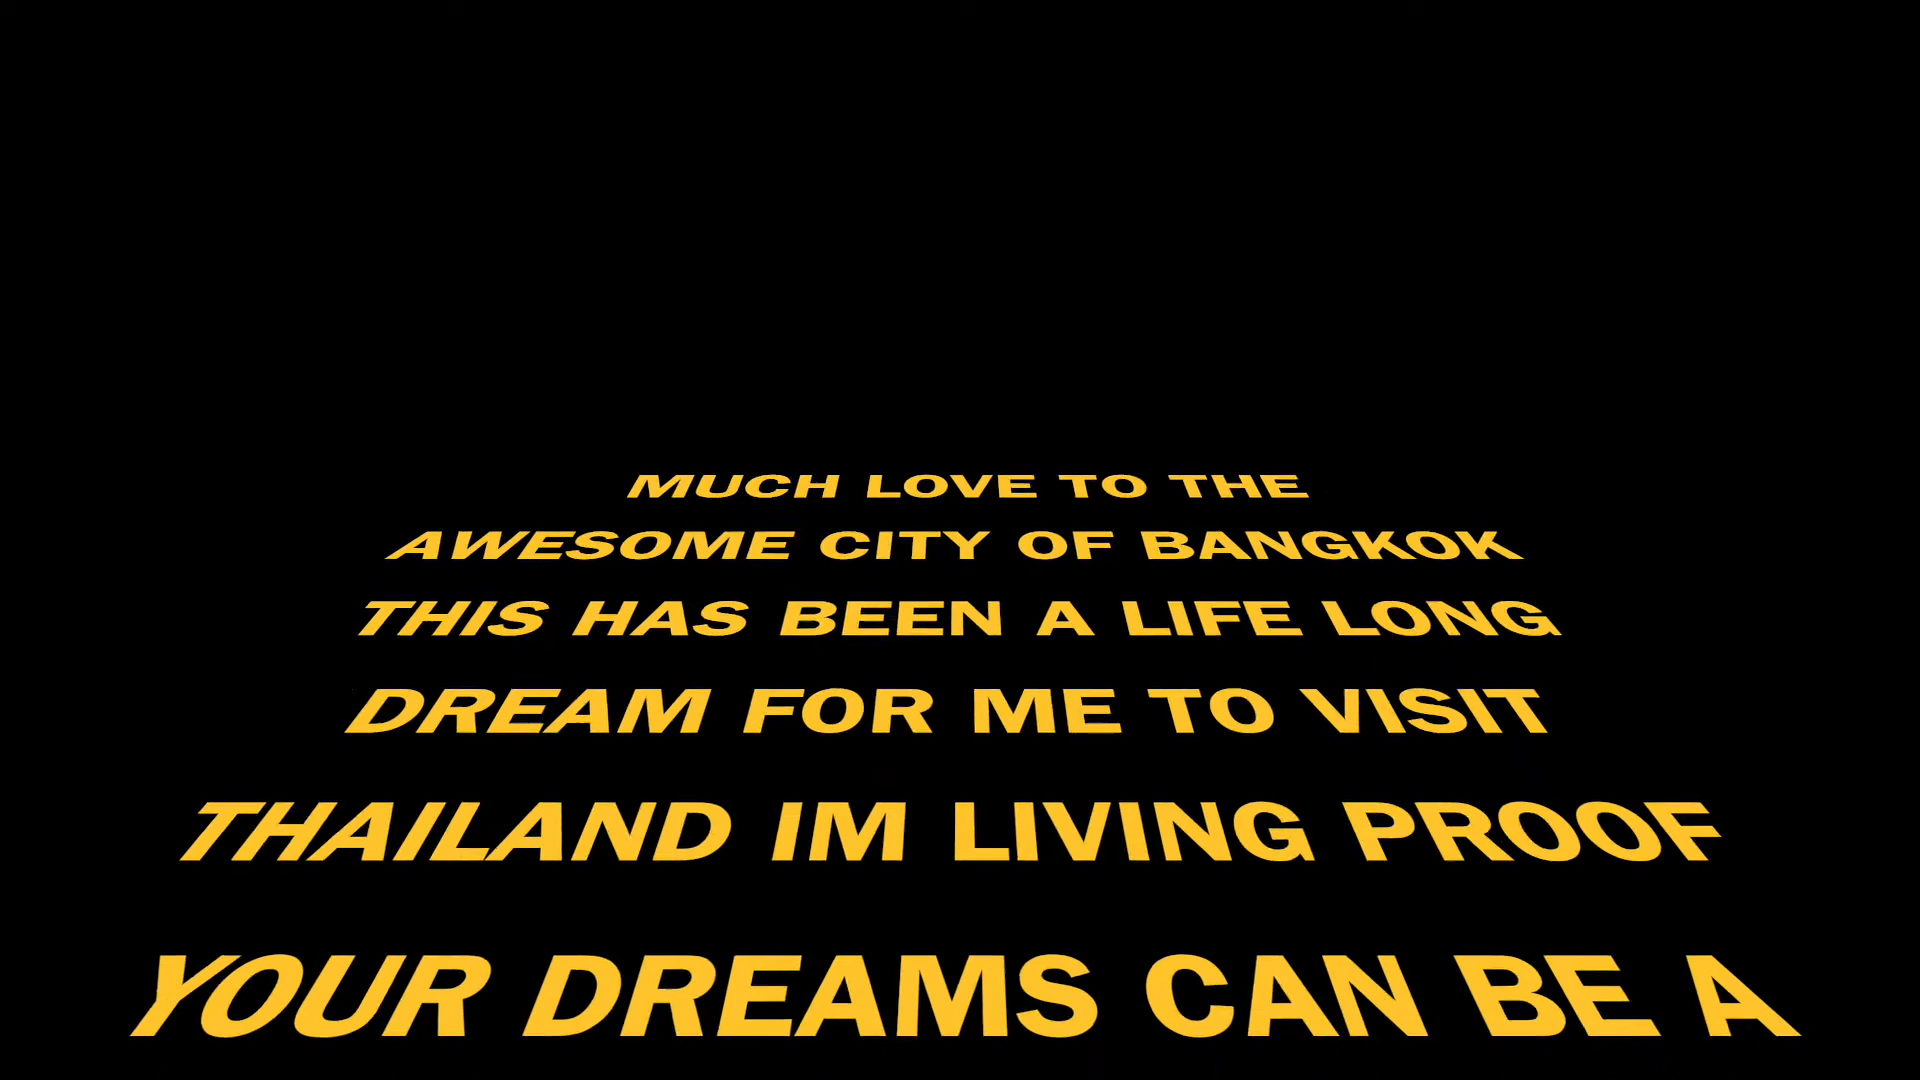 MUCH LOVE TO THE
AWESOME CITY OF BANGKOK
THIS HAS BEEN A LIFE LONG
DREAM FOR ME TO VISIT
THAILAND IM LIVING PROOF
YOUR DREAMS CAN BE A